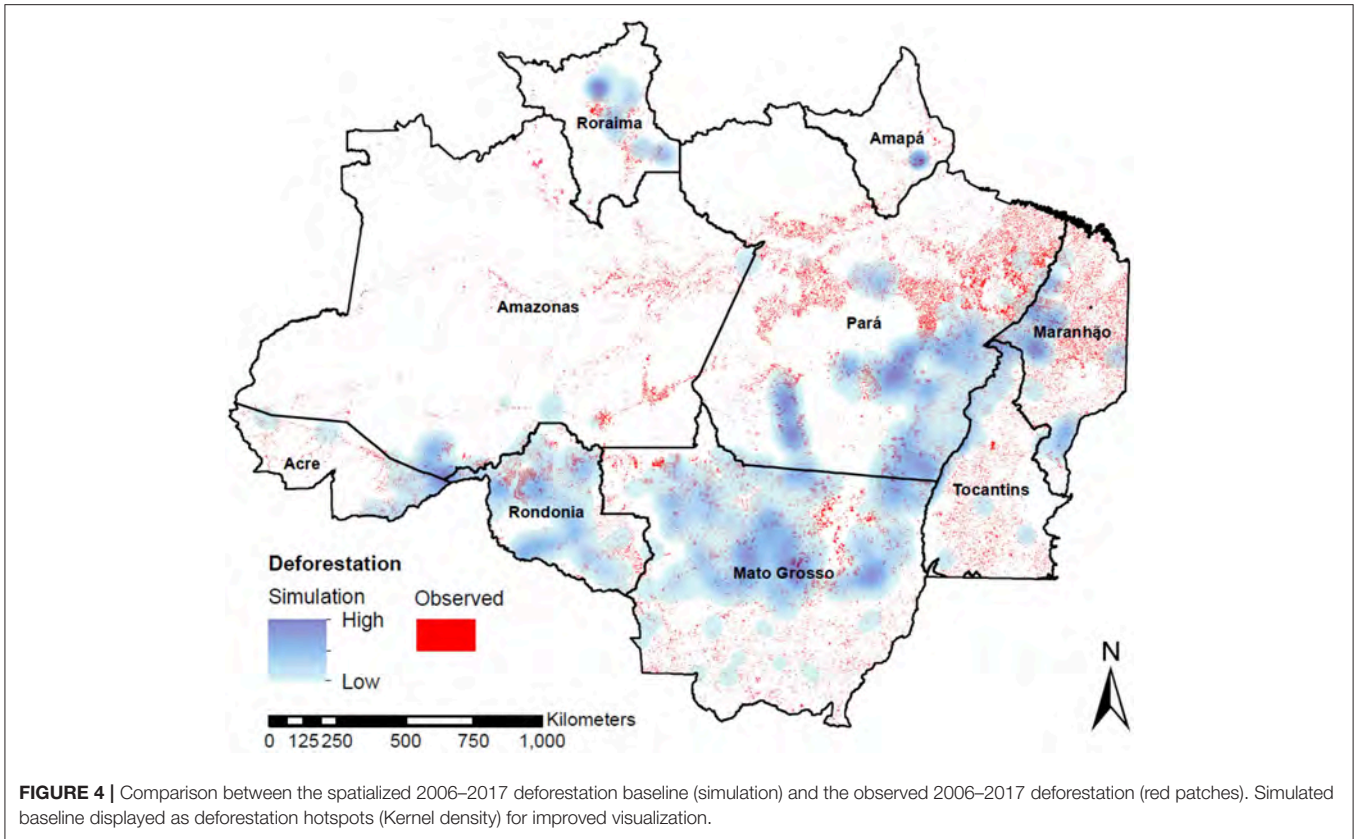 Roraima
Amapá
Amazonas
Pará
Maranhão
Acre
Rondonia
Tocantins
Mato Grosso
Deforestation
Simulation Observed
High
Low
N
Kilometers
0 125 250 500 750 1,000
FIGURE 4 | Comparison between the spatialized 2006–2017 deforestation baseline (simulation) and the observed 2006–2017 deforestation (red patches). Simulated
baseline displayed as deforestation hotspots (Kernel density) for improved visualization.